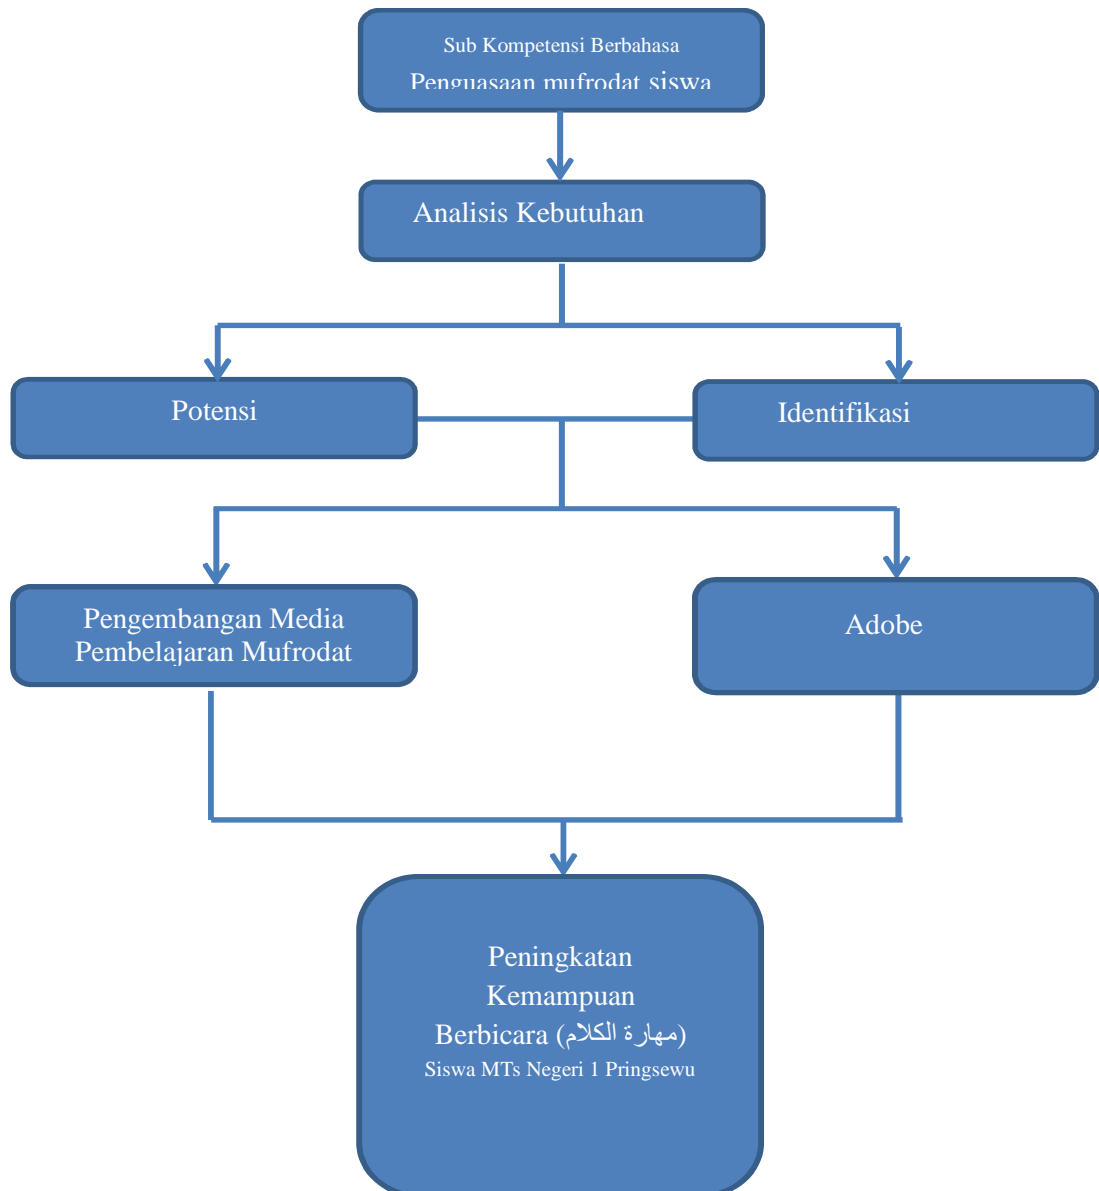 Sub Kompetensi Berbahasa
Penguasaan mufrodat siswa
Analisis Kebutuhan
Potensi
Identifikasi
Pengembangan Media
Pembelajaran Mufrodat
Adobe
Peningkatan
Kemampuan
Berbicara (مهارة الكلام)
Siswa MTs Negeri 1 Pringsewu